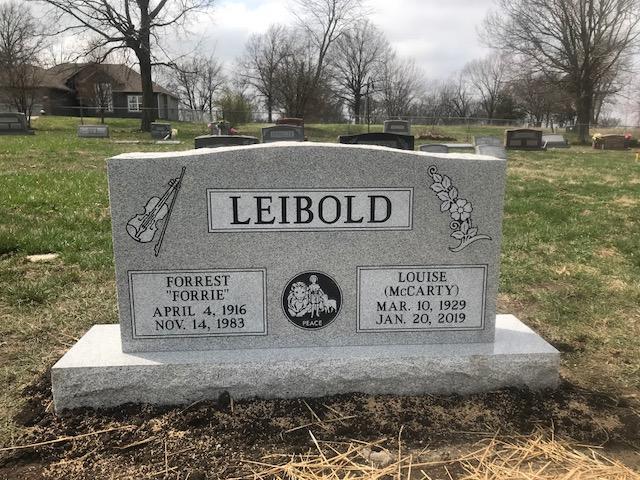 LEIBOLD
FORREST
"FORRIE"
APRIL 4, 1916
NOV. 14, 1983
PEACE
LOUISE
(McCARTY)
MAR. 10, 1929
JAN. 20, 2019